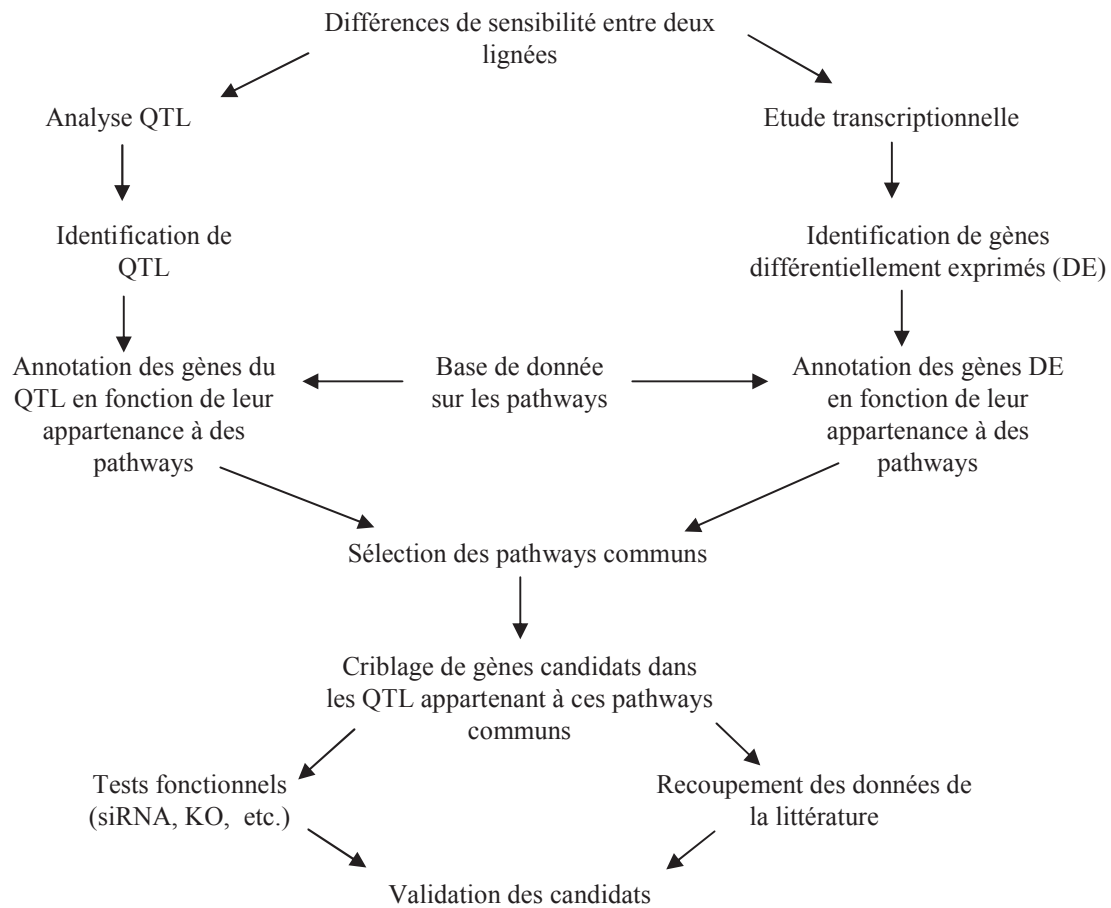 Différences de sensibilité entre deux
lignées
Analyse QTL
Etude transcriptionnelle
Identification de
QTL
Identification de gènes
différentiellement exprimés (DE)
Annotation des gènes du
QTL en fonction de leur
appartenance à des
pathways
Base de donnée
sur les pathways
Annotation des gènes DE
en fonction de leur
appartenance à des
pathways
Sélection des pathways communs
Criblage de gènes candidats dans
les QTL appartenant à ces pathways
communs
Tests fonctionnels
(siRNA, KO, etc.)
Recoupement des données de
la littérature
Validation des candidats